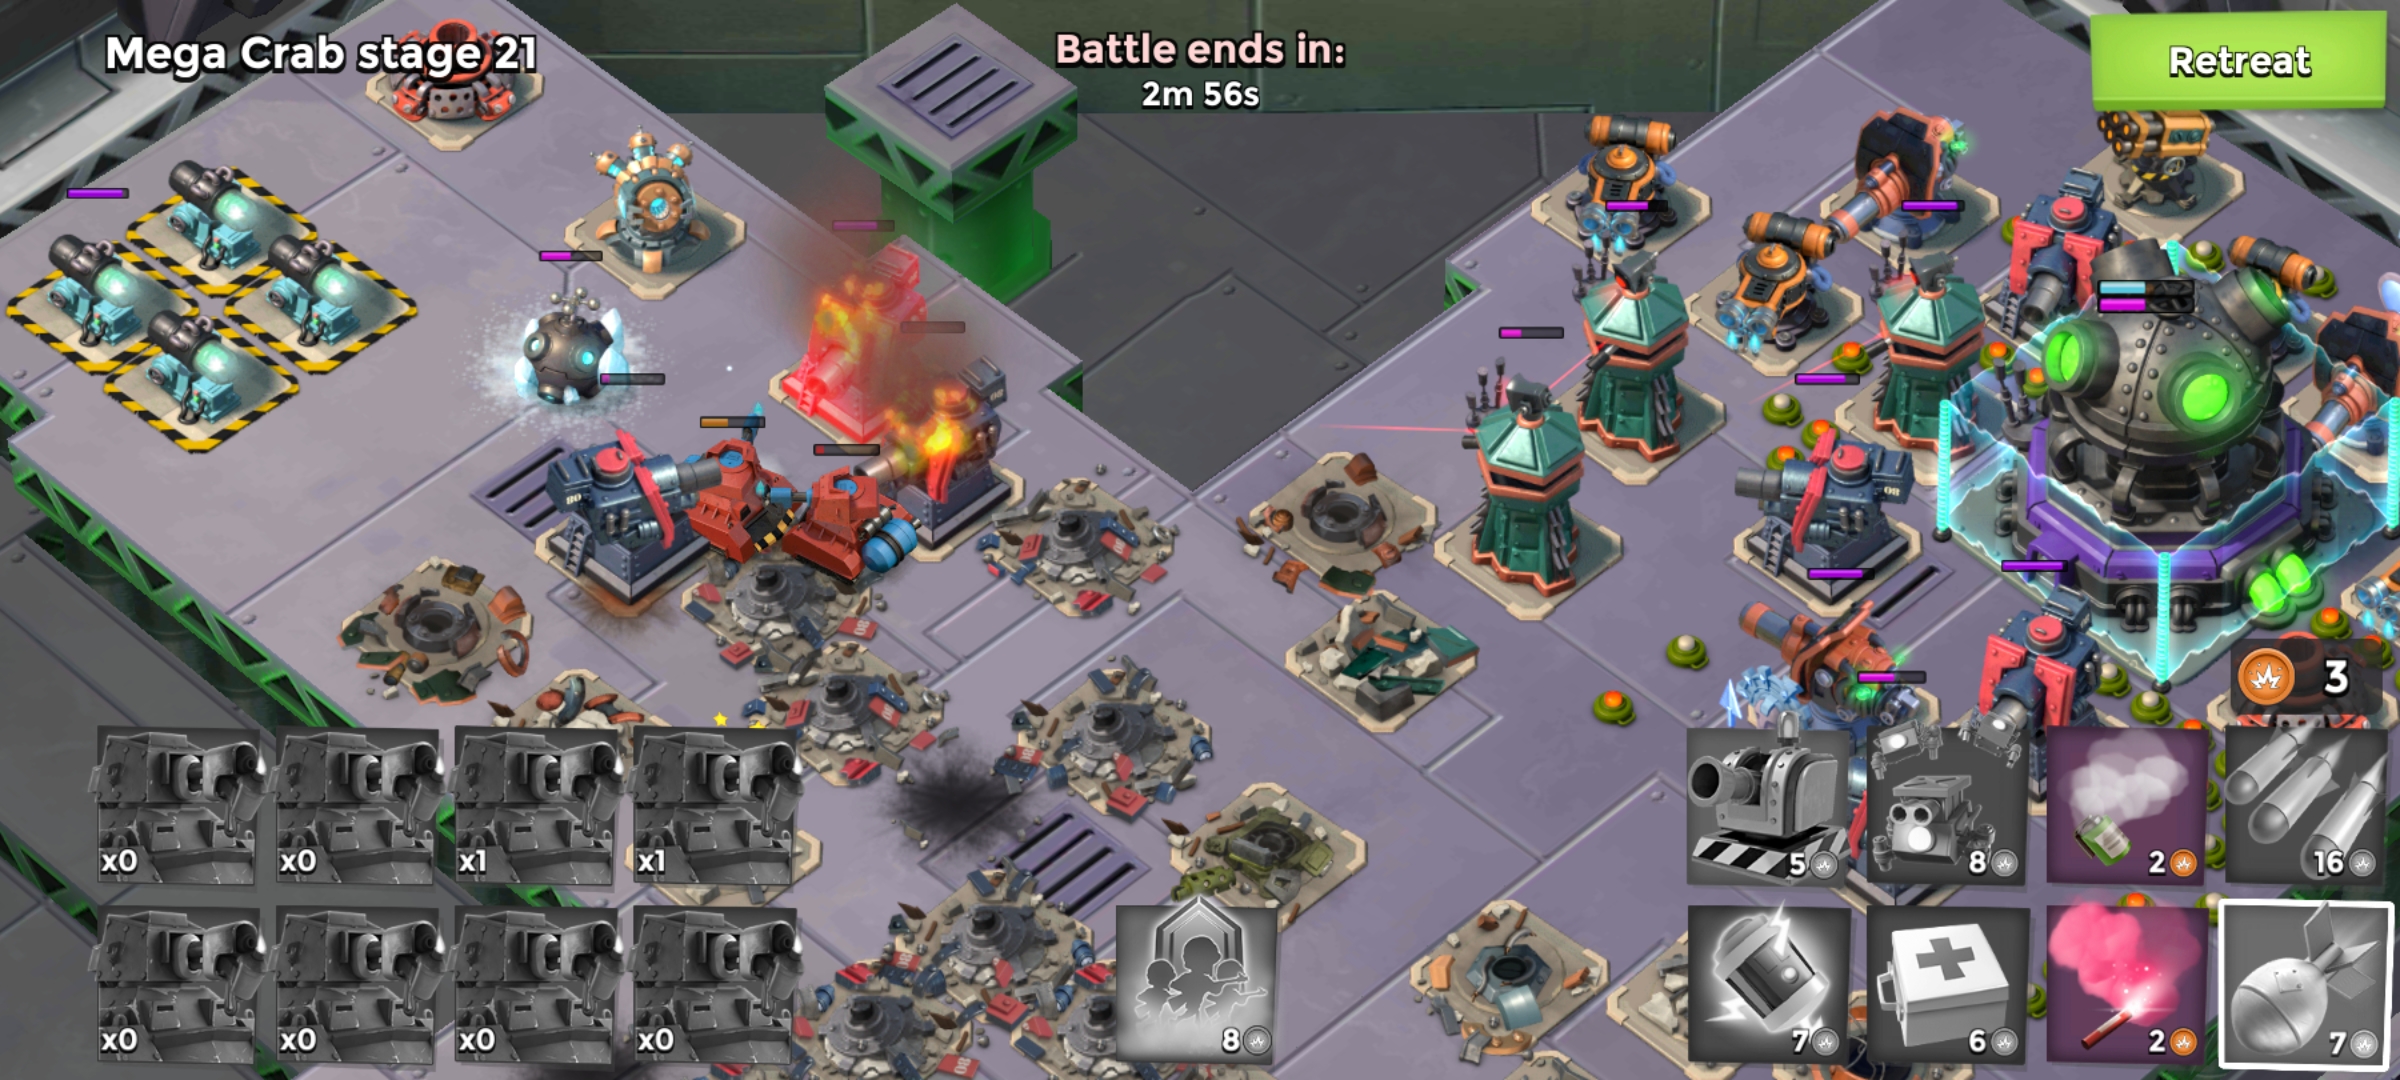 Mega Crab stage 21
Battle ends in:
2m 56s
Retreat
3
x0
x0
x1
x1
5
8
2
16
x0
x0
x0
x0
8
7
6
2
7